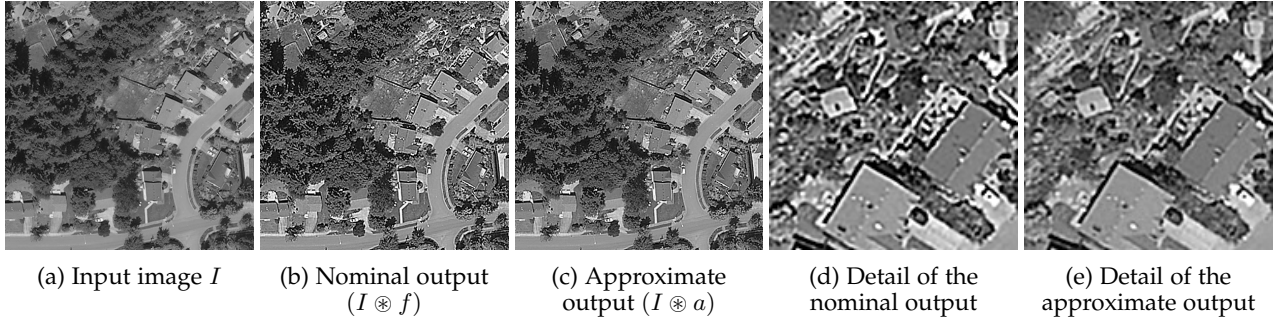 (a) Input image I
(b) Nominal output
(I ⊛ f)
(c) Approximate
output (I ⊛ a)
(d) Detail of the
nominal output
(e) Detail of the
approximate output